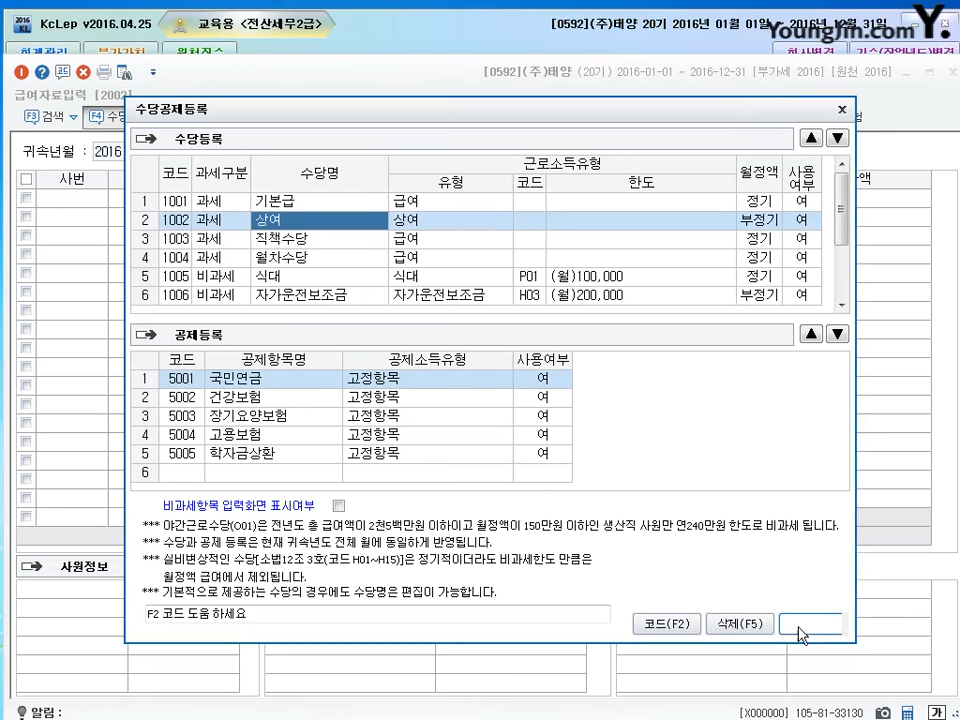 KcLep v2016.04.25
교육용 <전산세무2급>
[0592](주)태양 20기 2016년 01월 01일 ~ 2016년 12월 31일
YoungJin.com Y.
회계관리 부가가치 원천징수
회사변경
[0592](주)태양 (20기) 2016-01-01 ~ 2016-12-31 [부가세 2016] [원천 2016]
급여자료입력
F3 검색 F4 수당
귀속년월 : 2016
사번
수당공제등록
수당등록
코드 과세구분 수당명 근로소득유형 월정액 사용여부
유형 코드 한도
1 1001 과세 기본급 급여 정기 여
2 1002 과세 상여 상여 부정기 여
3 1003 과세 직책수당 급여 정기 여
4 1004 과세 월차수당 급여 정기 여
5 1005 비과세 식대 식대 P01 (월)100,000 정기 여
6 1006 비과세 자가운전보조금 자가운전보조금 H03 (월)200,000 부정기 여
공제등록
코드 공제항목명 공제소득유형 사용여부
1 5001 국민연금 고정항목 여
2 5002 건강보험 고정항목 여
3 5003 장기요양보험 고정항목 여
4 5004 고용보험 고정항목 여
5 5005 학자금상환 고정항목 여
6
비과세항목 입력화면 표시여부
*** 야간근로수당(O01)은 전년도 총 급여액이 2천5백만원 이하이고 월정액이 150만원 이하인 생산직 사원만 연240만원 한도로 비과세 됩니다.
*** 수당과 공제 등록은 현재 귀속년도 전체 월에 동일하게 반영됩니다.
*** 실비변상적인 수당[소법12조 3호(코드 H01~H15)]은 정기적이더라도 비과세한도 만큼은
월정액 급여에서 제외됩니다.
*** 기본적으로 제공하는 수당의 경우에도 수당명은 편집이 가능합니다.
F2 코드 도움 하세요
코드(F2) 삭제(F5)
사원정보
알림 :
[X000000] 105-81-33130
가